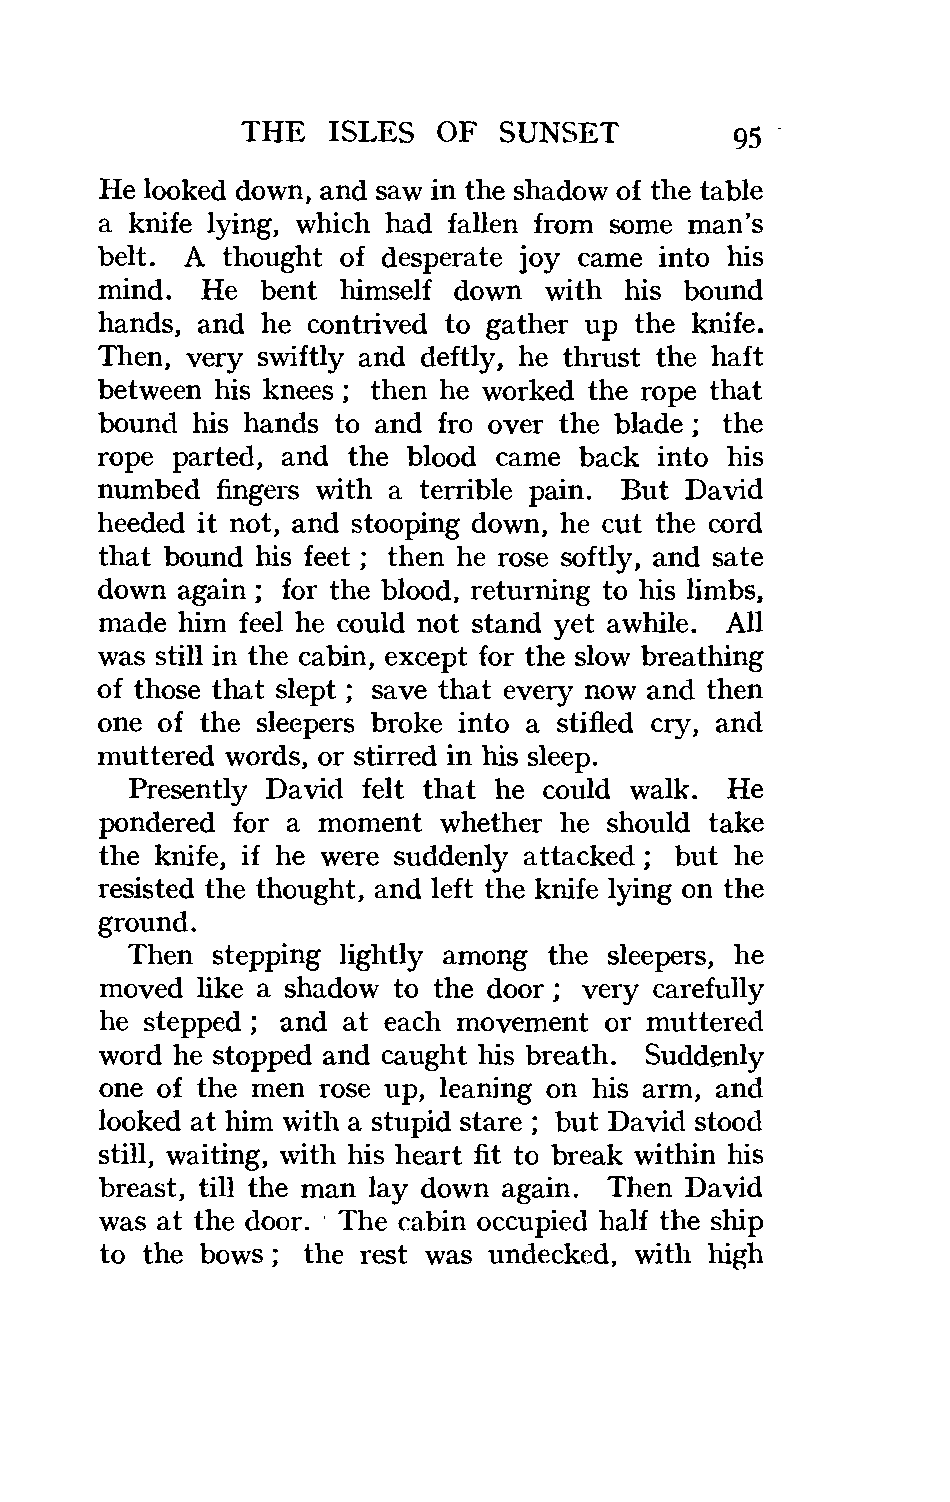 THE ISLES OF SUNSET 95
He looked down, and saw in the shadow of the table
a knife lying, which had fallen from some man's
belt. A thought of desperate joy came into his
mind. He bent himself down with his bound
hands, and he contrived to gather up the knife.
Then, very swiftly and deftly, he thrust the haft
between his knees ; then he worked the rope that
bound his hands to and fro over the blade ; the
rope parted, and the blood came back into his
numbed fingers with a terrible pain. But David
heeded it not, and stooping down, he cut the cord
that bound his feet ; then he rose softly, and sate
down again ; for the blood, returning to his limbs,
made him feel he could not stand yet awhile. All
was still in the cabin, except for the slow breathing
of those that slept ; save that every now and then
one of the sleepers broke into a stifled cry, and
muttered words, or stirred in his sleep.
Presently David felt that he could walk. He
pondered for a moment whether he should take
the knife, if he were suddenly attacked ; but he
resisted the thought, and left the knife lying on the
ground.
Then stepping lightly among the sleepers, he
moved like a shadow to the door ; very carefully
he stepped ; and at each movement or muttered
word he stopped and caught his breath. Suddenly
one of the men rose up, leaning on his arm, and
looked at him with a stupid stare ; but David stood
still, waiting, with his heart fit to break within his
breast, till the man lay down again. Then David
was at the door. The cabin occupied half the ship
to the bows ; the rest was undecked, with high